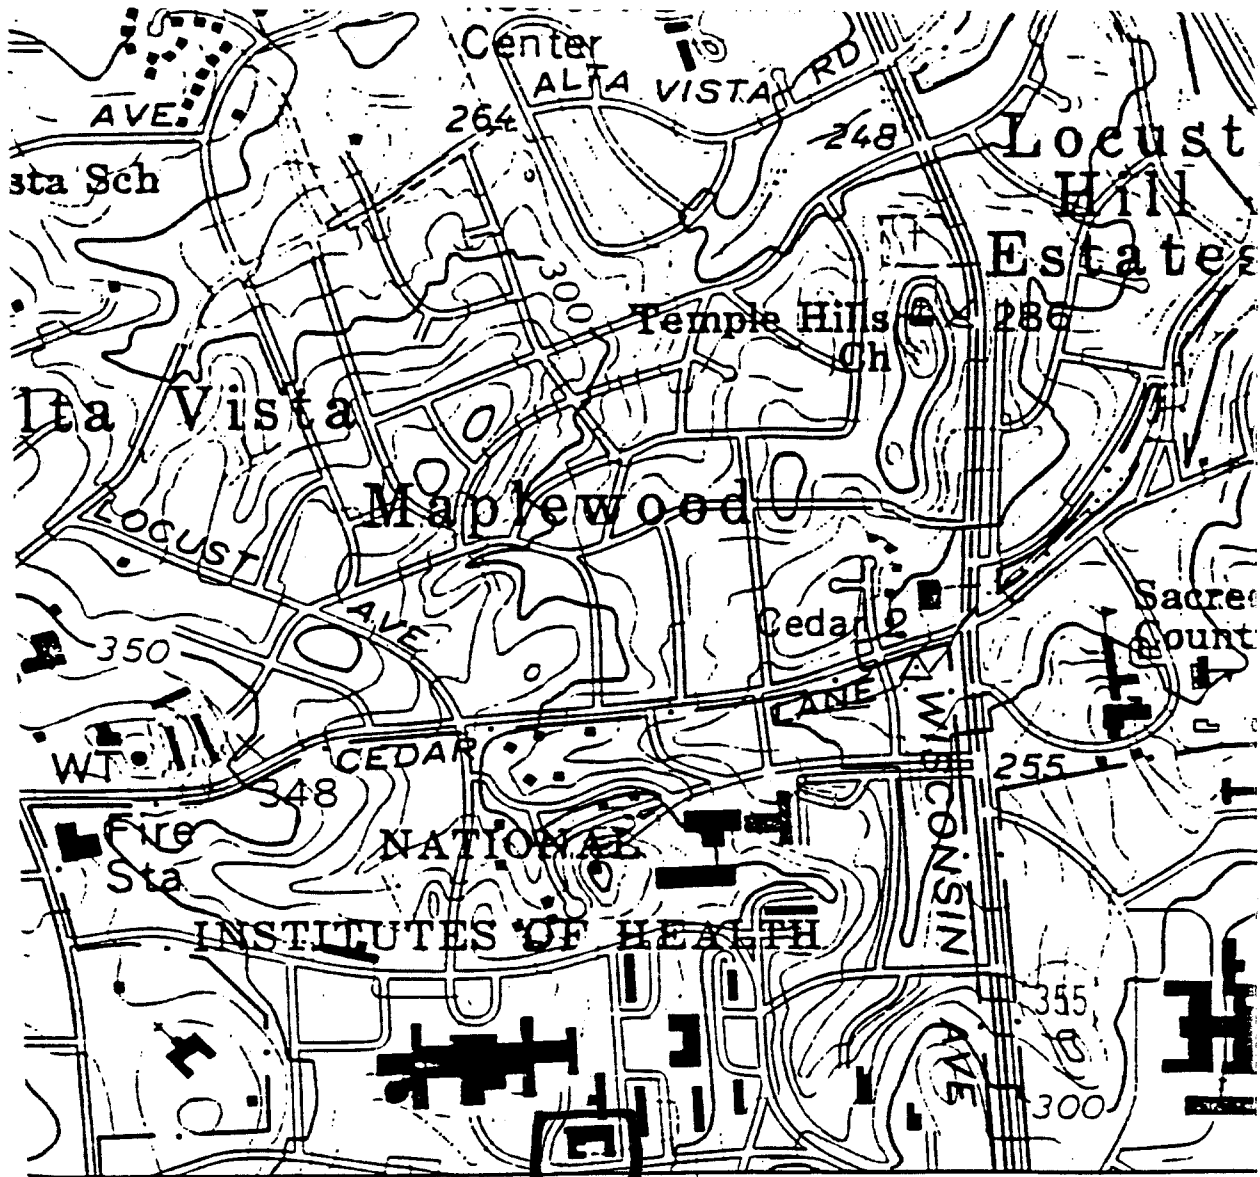 Center
ALTA VISTA RD
AVE
264
248
Locust
Hill
Estates
sta Sch
300
Temple Hills
Ch
286
lta Vista
Maplewood
LOCUST
AVE
Cedar
Sacre
Count
350
WT
CEDAR
LANE
WISCONSIN
AVE
255
348
Fire
Sta
NATIONAL
INSTITUTES OF HEALTH
355
300